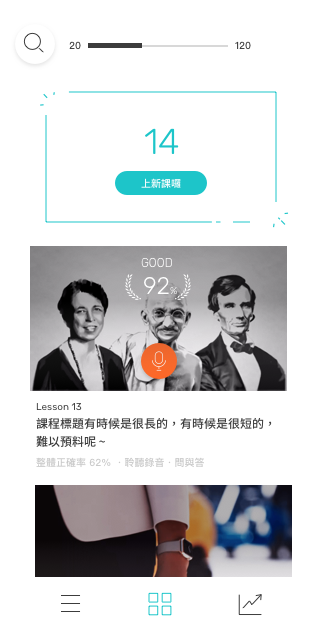 20
120
14
上新課囉
GOOD
92%
Lesson 13
課程標題有時候是很長的，有時候是很短的，
難以預料呢 ~
整體正確率 62% ・聆聽錄音・問與答